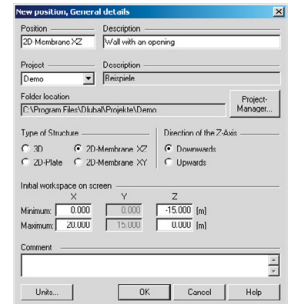 New position, General details
Position Description
2D Membrane XZ Wall with an opening
Project Description
Demo Beispiele
Folder location
C:\Program Files\Dlubal\Projekte\Demo Project-Manager...
Type of Structure Direction of the Z-Axis
3D 2D-Membrane XZ Downwards
2D-Plate 2D-Membrane XY Upwards
Initial workspace on screen
X Y Z
Minimum: 0.000 0.000 -15.000 [m]
Maximum: 20.000 15.000 0.000 [m]
Comment
Units... OK Cancel Help